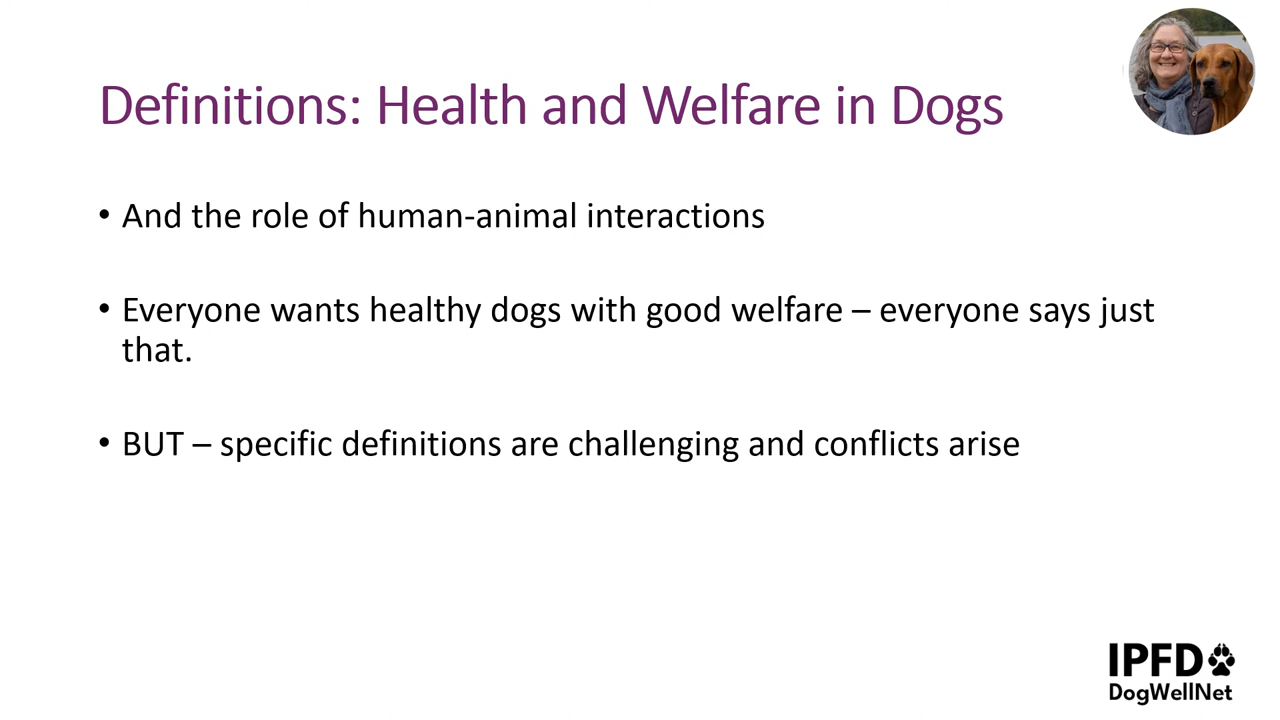 Definitions: Health and Welfare in Dogs
• And the role of human-animal interactions
• Everyone wants healthy dogs with good welfare – everyone says just
that.
• BUT – specific definitions are challenging and conflicts arise
IPFD
DogWellNet